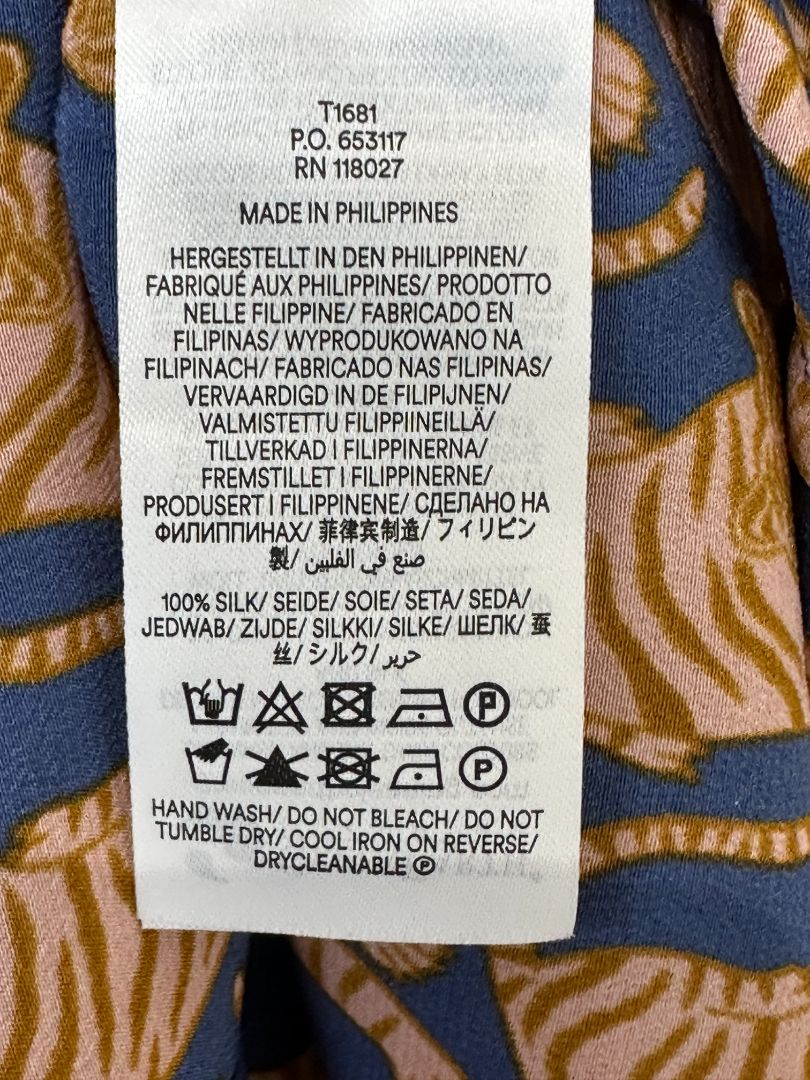 T1681
P.O. 653117
RN 118027
MADE IN PHILIPPINES
HERGESTELLT IN DEN PHILIPPINEN/
FABRIQUÉ AUX PHILIPPINES/ PRODOTTO
NELLE FILIPPINE/ FABRICADO EN
FILIPINAS/ WYPRODUKOWANO NA
FILIPINACH/ FABRICADO NAS FILIPINAS/
VERVAARDIGD IN DE FILIPIJNEN/
VALMISTETTU FILIPPIINEILLÄ/
TILLVERKAD I FILIPPINERNA/
FREMSTILLET I FILIPPINERNE/
PRODUSERT I FILIPPINENE/ СДЕЛАНО НА
ФИЛИППИНАХ/ 菲律宾制造/ フィリピン
製/ صنع في الفلبين
100% SILK/ SEIDE/ SOIE/ SETA/ SEDA/
JEDWAB/ ZIJDE/ SILKKI/ SILKE/ ШЕЛК/ 蚕
丝/ シルク/ حرير
P
P
HAND WASH/ DO NOT BLEACH/ DO NOT
TUMBLE DRY/ COOL IRON ON REVERSE/
DRYCLEANABLE Ⓟ